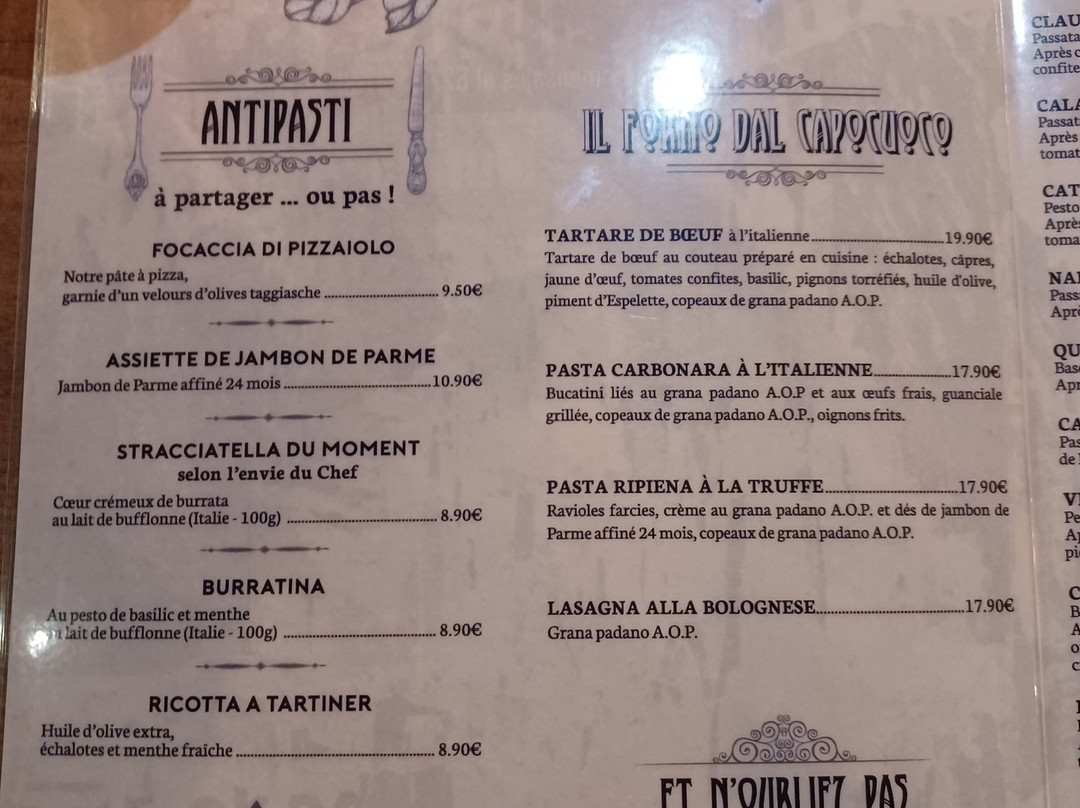 ANTIPASTI
à partager ... ou pas !
FOCACCIA DI PIZZAIOLO
Notre pâte à pizza,
garnie d'un velours d'olives taggiasche ........................ 9.50€
ASSIETTE DE JAMBON DE PARME
Jambon de Parme affiné 24 mois ........................ 10.90€
STRACCIATELLA DU MOMENT
selon l'envie du Chef
Cœur crémeux de burrata
au lait de bufflonne (Italie - 100g) ........................ 8.90€
BURRATINA
Au pesto de basilic et menthe
au lait de bufflonne (Italie - 100g) ........................ 8.90€
RICOTTA A TARTINER
Huile d'olive extra,
échalotes et menthe fraîche ........................ 8.90€
IL FORNO DAL CAPOCUOCO
TARTARE DE BŒUF à l'italienne........................19.90€
Tartare de bœuf au couteau préparé en cuisine : échalotes, câpres,
jaune d'œuf, tomates confites, basilic, pignons torréfiés, huile d'olive,
piment d'Espelette, copeaux de grana padano A.O.P.
PASTA CARBONARA À L'ITALIENNE........................17.90€
Bucatini liés au grana padano A.O.P et aux œufs frais, guanciale
grillée, copeaux de grana padano A.O.P., oignons frits.
PASTA RIPIENA À LA TRUFFE........................17.90€
Ravioles farcies, crème au grana padano A.O.P. et dés de jambon de
Parme affiné 24 mois, copeaux de grana padano A.O.P.
LASAGNA ALLA BOLOGNESE........................17.90€
Grana padano A.O.P.
ET N'OUBLIEZ PAS
Passata
Après
tomat
Pesto
Après